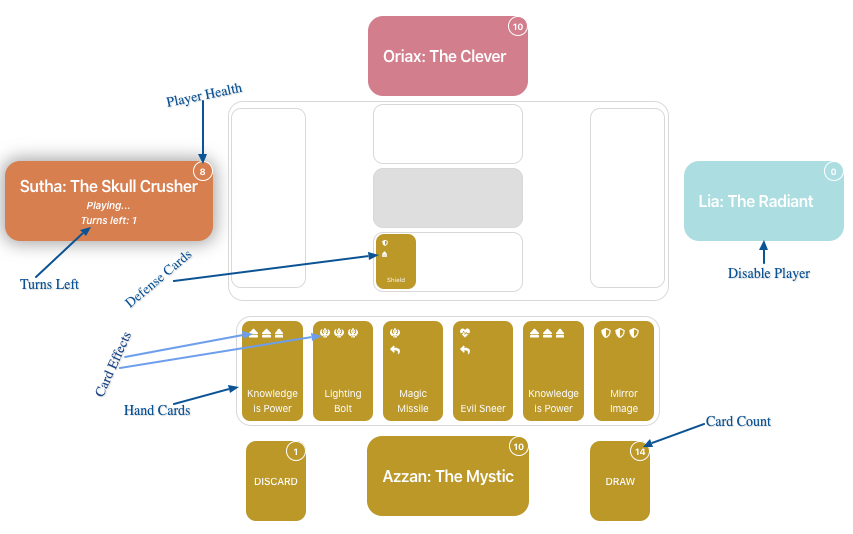 10
Oriax: The Clever
Player Health
8
Sutha: The Skull Crusher
Playing...
Turns left: 1
0
Lia: The Radiant
Turns Left
Defense Cards
Shield
Disable Player
Card Effects
Hand Cards
Knowledge
is Power
Lighting
Bolt
Magic
Missile
Evil Sneer
Knowledge
is Power
Mirror
Image
Card Count
1
DISCARD
10
Azzan: The Mystic
14
DRAW